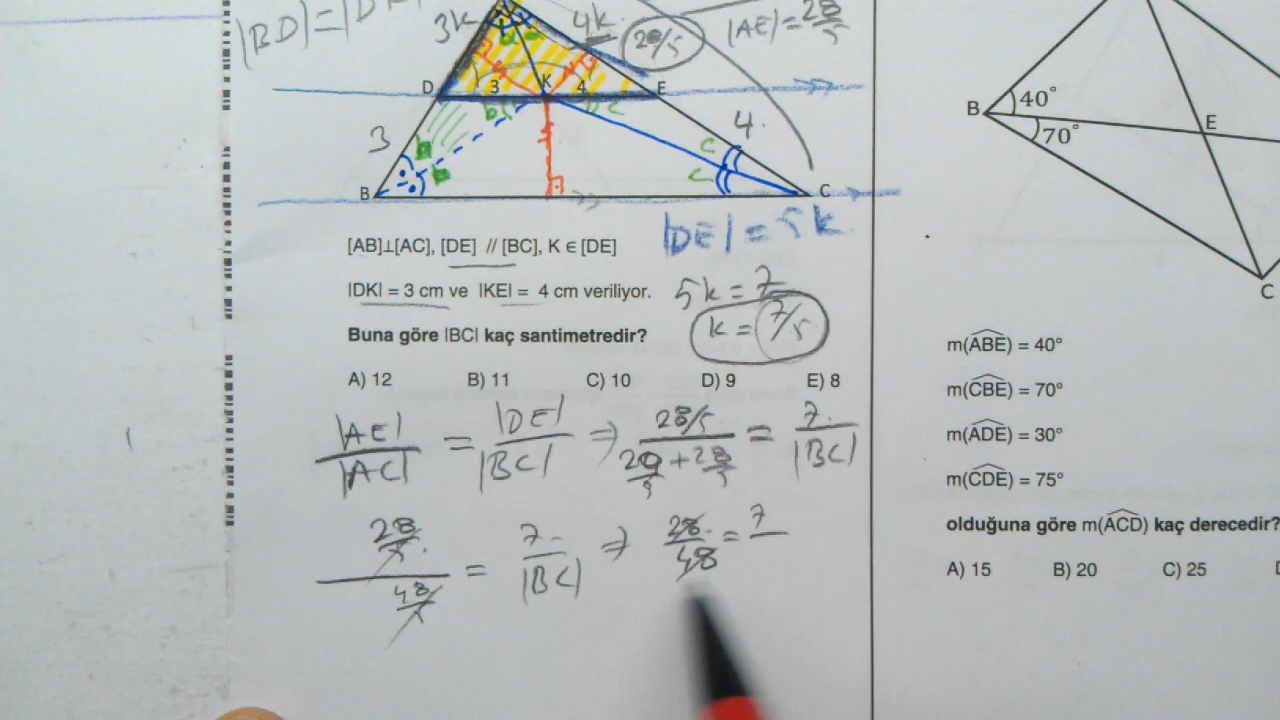 |BD|=|DK|
3k
4k
28/5
|AE|=28/5
D
3
K
4
E
b
c
3
b
b
4.
c
c
B
C
|DE| = 5k
[AB]⊥[AC], [DE] // [BC], K ∈ [DE]
|DK| = 3 cm ve |KE| = 4 cm veriliyor.
5k = 7
k = 7/5
Buna göre |BC| kaç santimetredir?
A) 12 B) 11 C) 10 D) 9 E) 8
|AE|/|AC| = |DE|/|BC| ⇒ 28/5 / (20/5 + 28/5) = 7/|BC|
28/5 / 48/5 = 7/|BC| ⇒ 28/48 = 7
B
40°
70°
E
C
m(ABE) = 40°
m(CBE) = 70°
m(ADE) = 30°
m(CDE) = 75°
olduğuna göre m(ACD) kaç derecedir?
A) 15 B) 20 C) 25